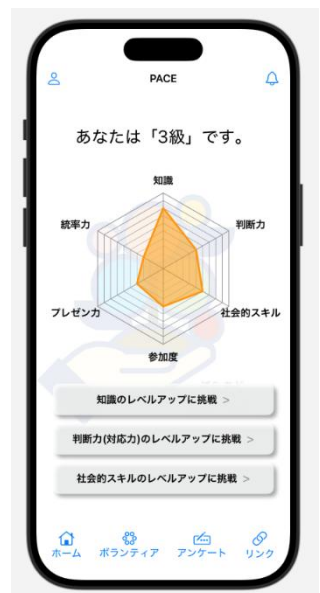 PACE
あなたは「3級」です。
知識
統率力
判断力
プレゼン力
社会的スキル
参加度
知識のレベルアップに挑戦 >
判断力(対応力)のレベルアップに挑戦 >
社会的スキルのレベルアップに挑戦 >
ホーム ボランティア アンケート リンク